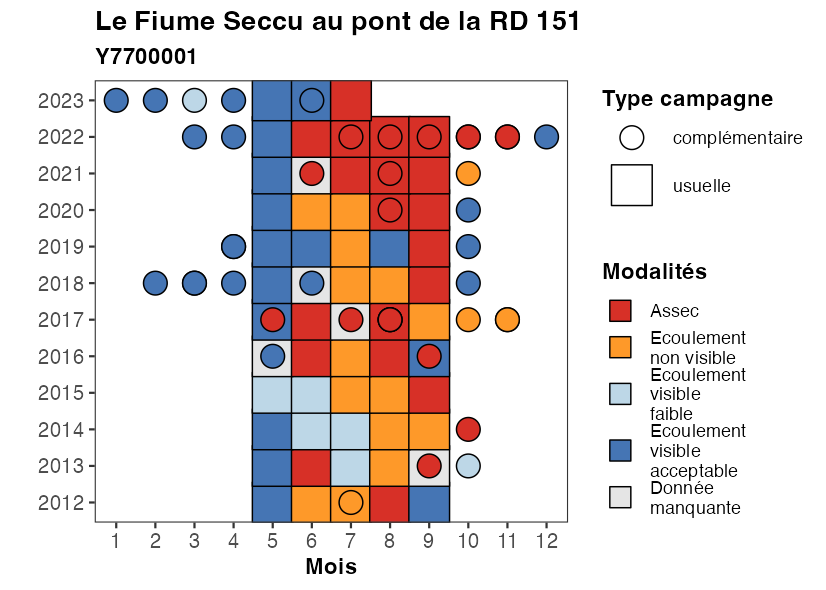 Le Fiume Seccu au pont de la RD 151
Y7700001
2023
2022
2021
2020
2019
2018
2017
2016
2015
2014
2013
2012
1 2 3 4 5 6 7 8 9 10 11 12
Mois
Type campagne
complémentaire
usuelle
Modalités
Assec
Ecoulement
non visible
Ecoulement
visible
faible
Ecoulement
visible
acceptable
Donnée
manquante